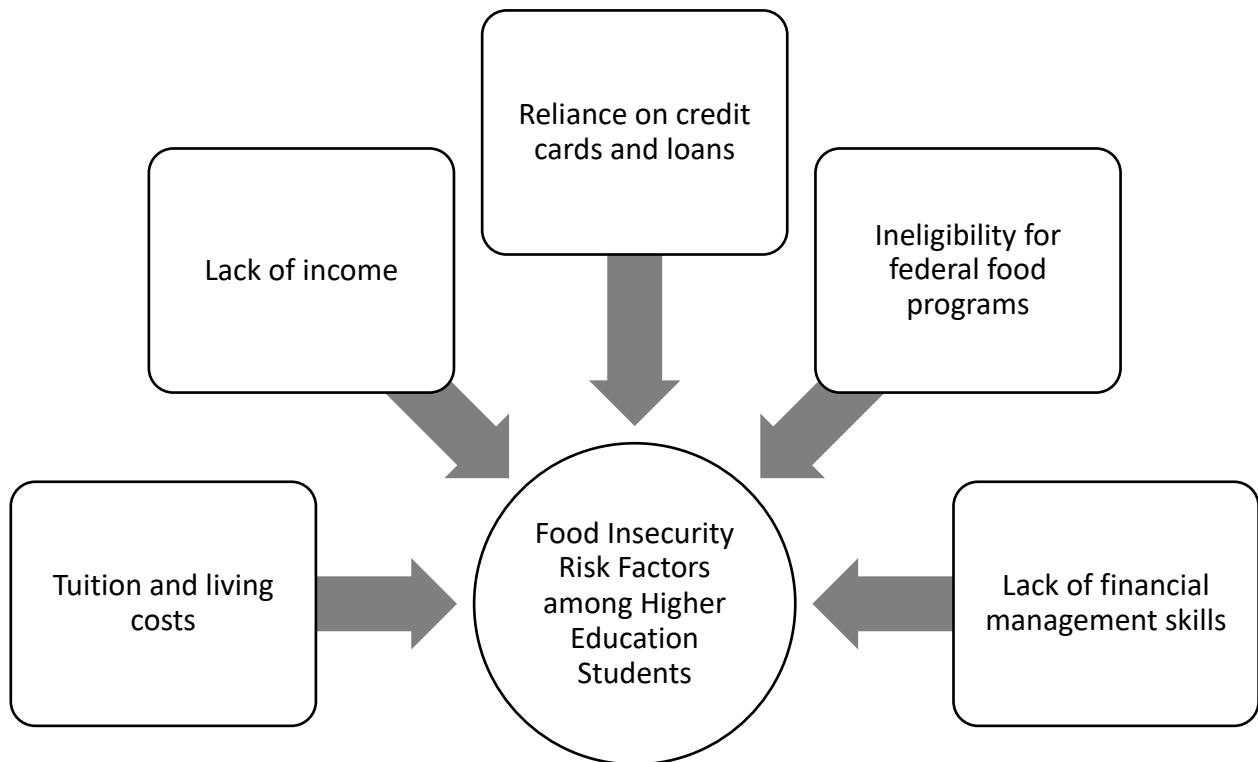 Reliance on credit
cards and loans
Lack of income
Ineligibility for
federal food
programs
Tuition and living
costs
Food Insecurity
Risk Factors
among Higher
Education
Students
Lack of financial
management skills